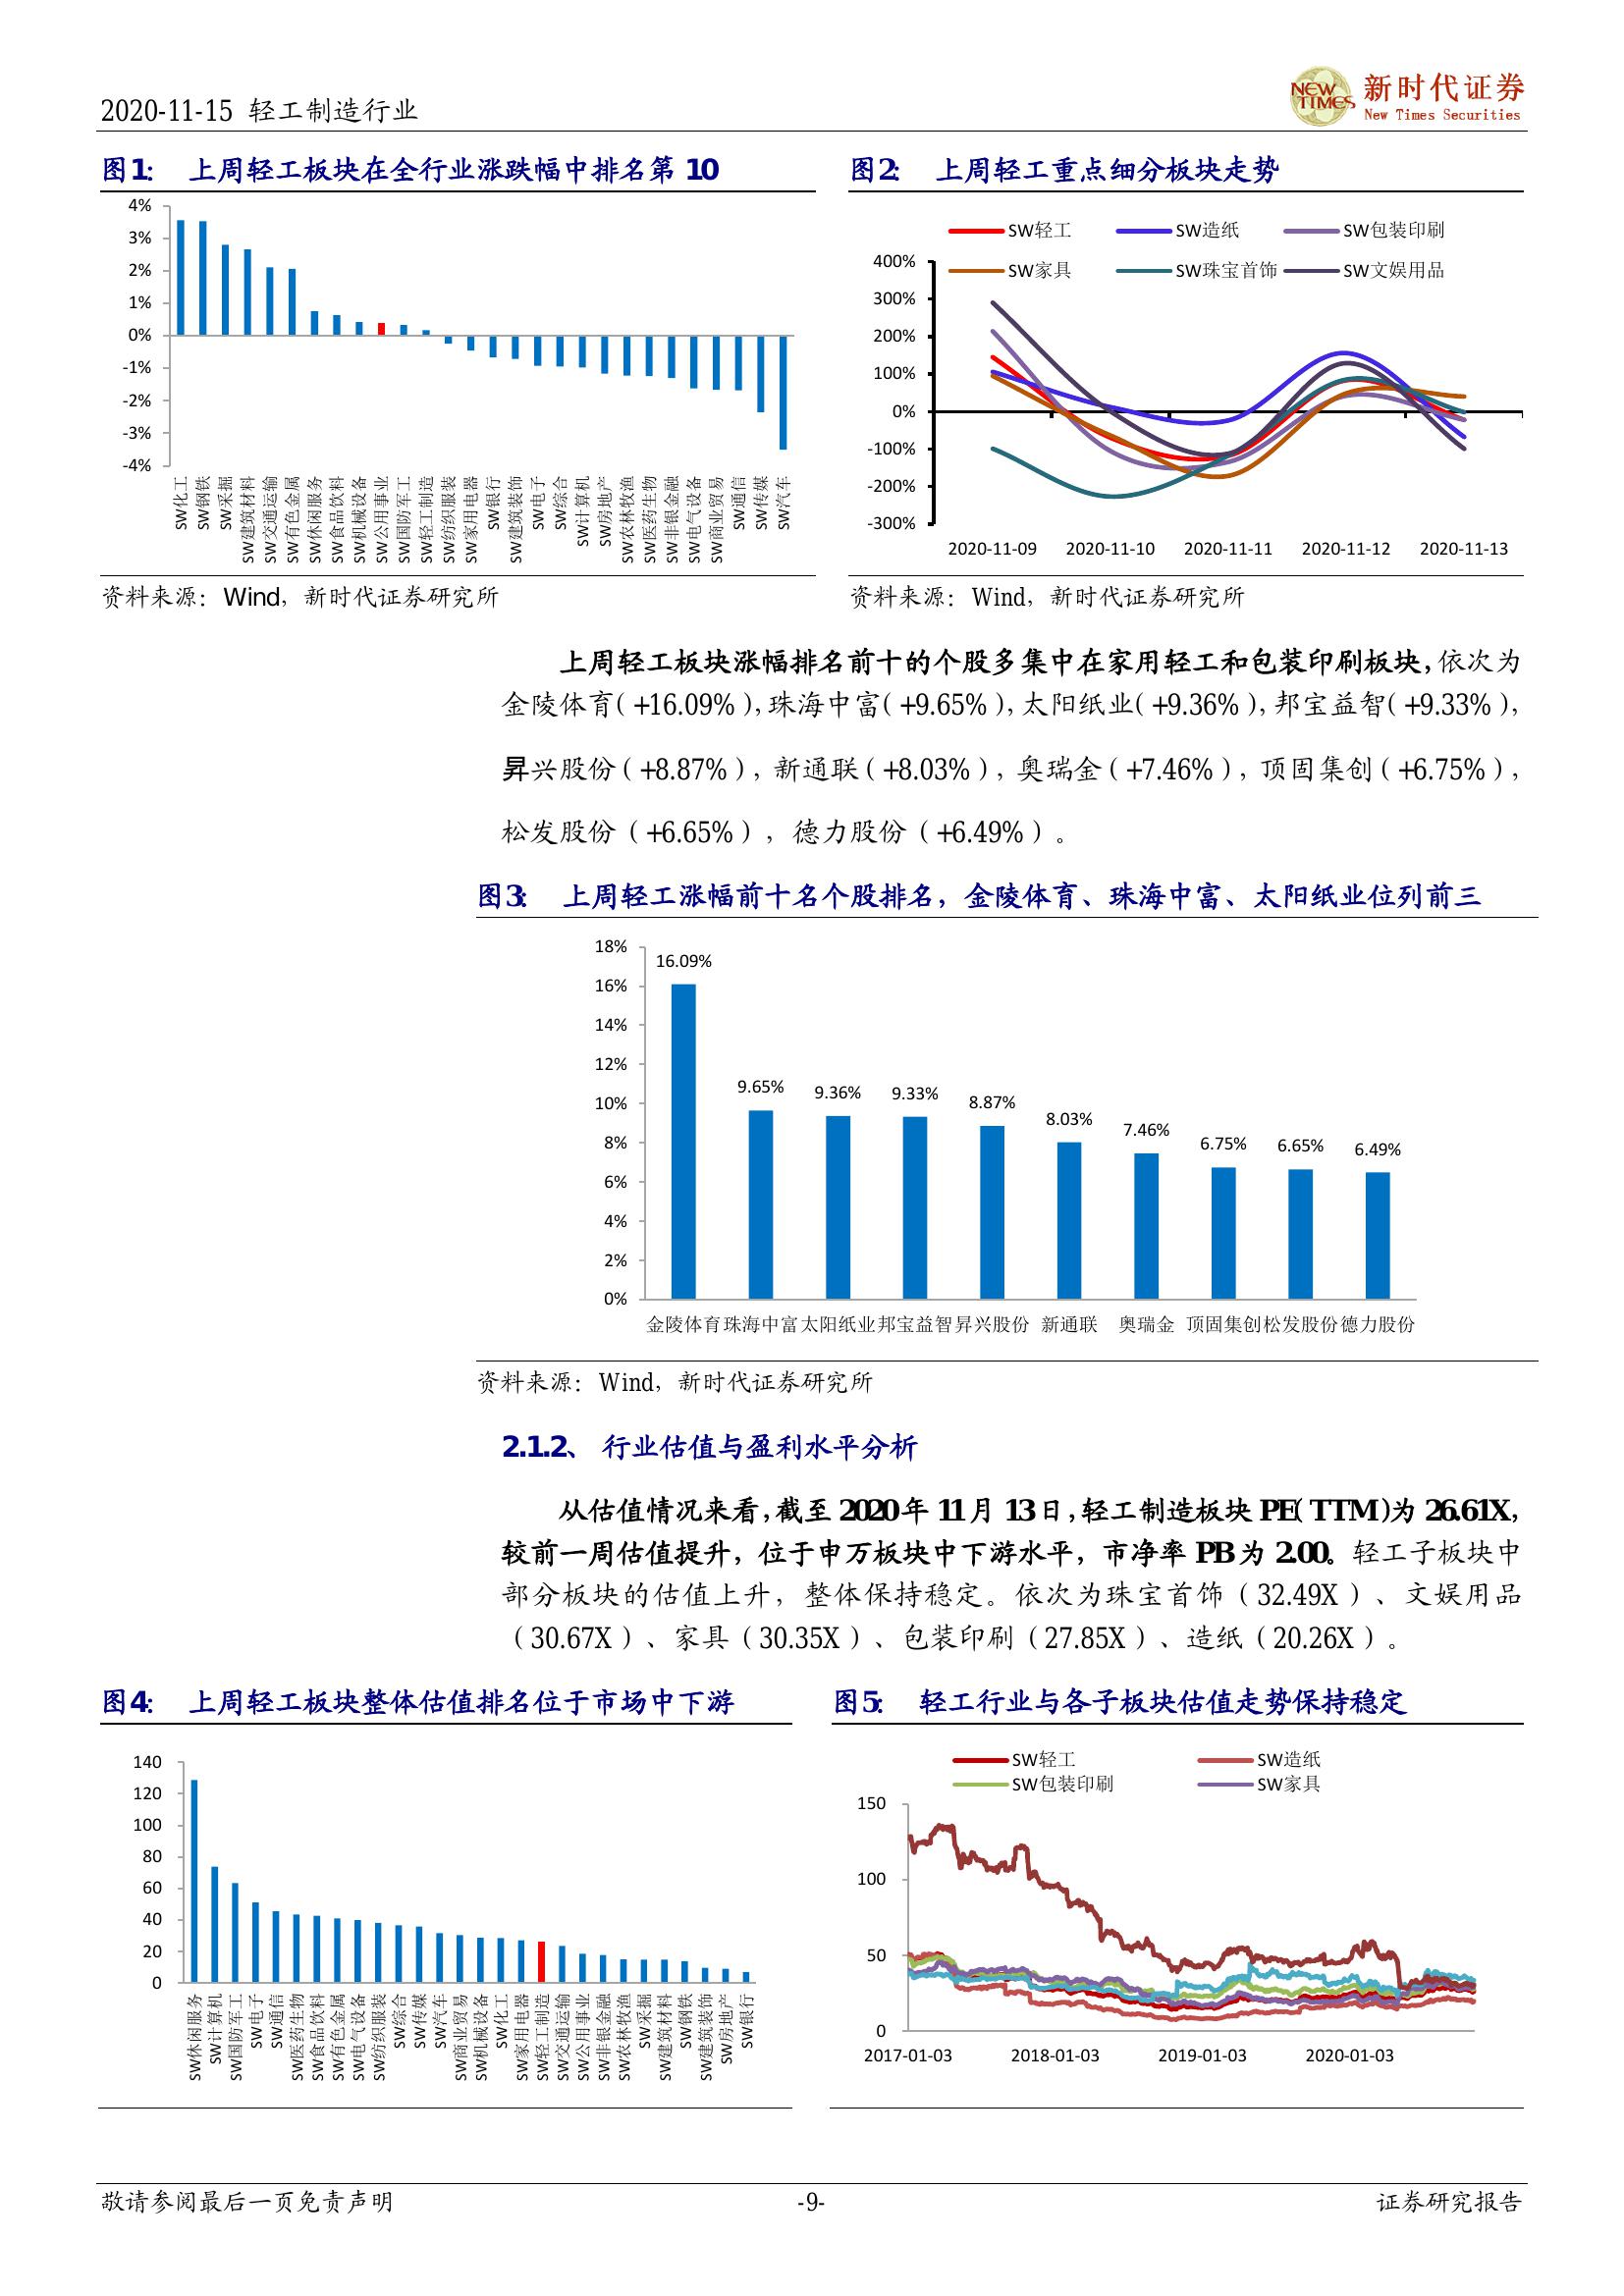 2020-11-15 轻工制造行业
NEW TIMES
新时代证券
New Times Securities
图1: 上周轻工板块在全行业涨跌幅中排名第 10
4%
3%
2%
1%
0%
-1%
-2%
-3%
-4%
SW化工
SW钢铁
SW采掘
SW建筑材料
SW交通运输
SW有色金属
SW休闲服务
SW食品饮料
SW机械设备
SW公用事业
SW国防军工
SW轻工制造
SW纺织服装
SW家用电器
SW银行
SW建筑装饰
SW电子
SW综合
SW计算机
SW房地产
SW农林牧渔
SW医药生物
SW非银金融
SW电气设备
SW商业贸易
SW通信
SW传媒
SW汽车
资料来源：Wind，新时代证券研究所
图2: 上周轻工重点细分板块走势
SW轻工 SW造纸 SW包装印刷
SW家具 SW珠宝首饰 SW文娱用品
400%
300%
200%
100%
0%
-100%
-200%
-300%
2020-11-09 2020-11-10 2020-11-11 2020-11-12 2020-11-13
资料来源：Wind，新时代证券研究所
上周轻工板块涨幅排名前十的个股多集中在家用轻工和包装印刷板块，依次为
金陵体育（+16.09%），珠海中富（+9.65%），太阳纸业（+9.36%），邦宝益智（+9.33%），
昇兴股份（+8.87%），新通联（+8.03%），奥瑞金（+7.46%），顶固集创（+6.75%），
松发股份（+6.65%），德力股份（+6.49%）。
图3: 上周轻工涨幅前十名个股排名，金陵体育、珠海中富、太阳纸业位列前三
18%
16%
14%
12%
10%
8%
6%
4%
2%
0%
16.09% 9.65% 9.36% 9.33% 8.87% 8.03% 7.46% 6.75% 6.65% 6.49%
金陵体育 珠海中富 太阳纸业 邦宝益智 昇兴股份 新通联 奥瑞金 顶固集创 松发股份 德力股份
资料来源：Wind，新时代证券研究所
2.1.2、 行业估值与盈利水平分析
从估值情况来看，截至 2020 年 11 月 13 日，轻工制造板块 PE（TTM）为 26.61X，
较前一周估值提升，位于申万板块中下游水平，市净率 PB 为 2.00。轻工子板块中
部分板块的估值上升，整体保持稳定。依次为珠宝首饰（32.49X）、文娱用品
（30.67X）、家具（30.35X）、包装印刷（27.85X）、造纸（20.26X）。
图4: 上周轻工板块整体估值排名位于市场中下游
140
120
100
80
60
40
20
0
SW休闲服务
SW计算机
SW国防军工
SW电子
SW通信
SW医药生物
SW食品饮料
SW有色金属
SW电气设备
SW纺织服装
SW综合
SW传媒
SW汽车
SW商业贸易
SW机械设备
SW化工
SW家用电器
SW轻工制造
SW交通运输
SW公用事业
SW非银金融
SW农林牧渔
SW采掘
SW建筑材料
SW钢铁
SW建筑装饰
SW房地产
SW银行
图5: 轻工行业与各子板块估值走势保持稳定
SW轻工 SW造纸
SW包装印刷 SW家具
150
100
50
0
2017-01-03 2018-01-03 2019-01-03 2020-01-03
敬请参阅最后一页免责声明 -9- 证券研究报告